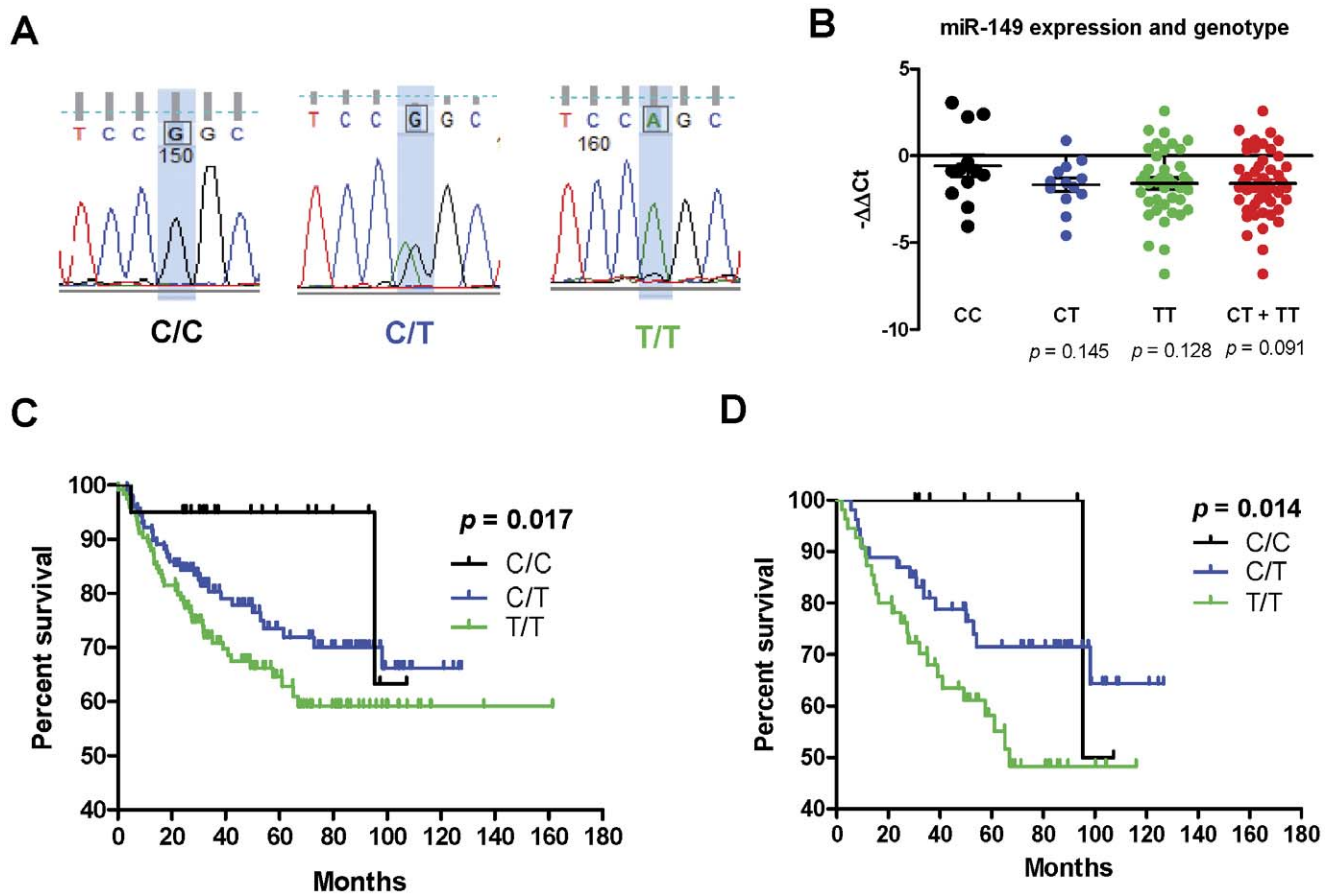 A
T C C G G C
150
C/C
T C C G G C
C/T
T C C A G C
160
T/T
B
miR-149 expression and genotype
-ΔΔCt
5
0
-5
-10
CC CT TT CT + TT
p = 0.145 p = 0.128 p = 0.091
C
Percent survival
100
90
80
70
60
50
40
p = 0.017
C/C
C/T
T/T
0 20 40 60 80 100 120 140 160 180
Months
D
Percent survival
100
90
80
70
60
50
40
p = 0.014
C/C
C/T
T/T
0 20 40 60 80 100 120 140 160 180
Months